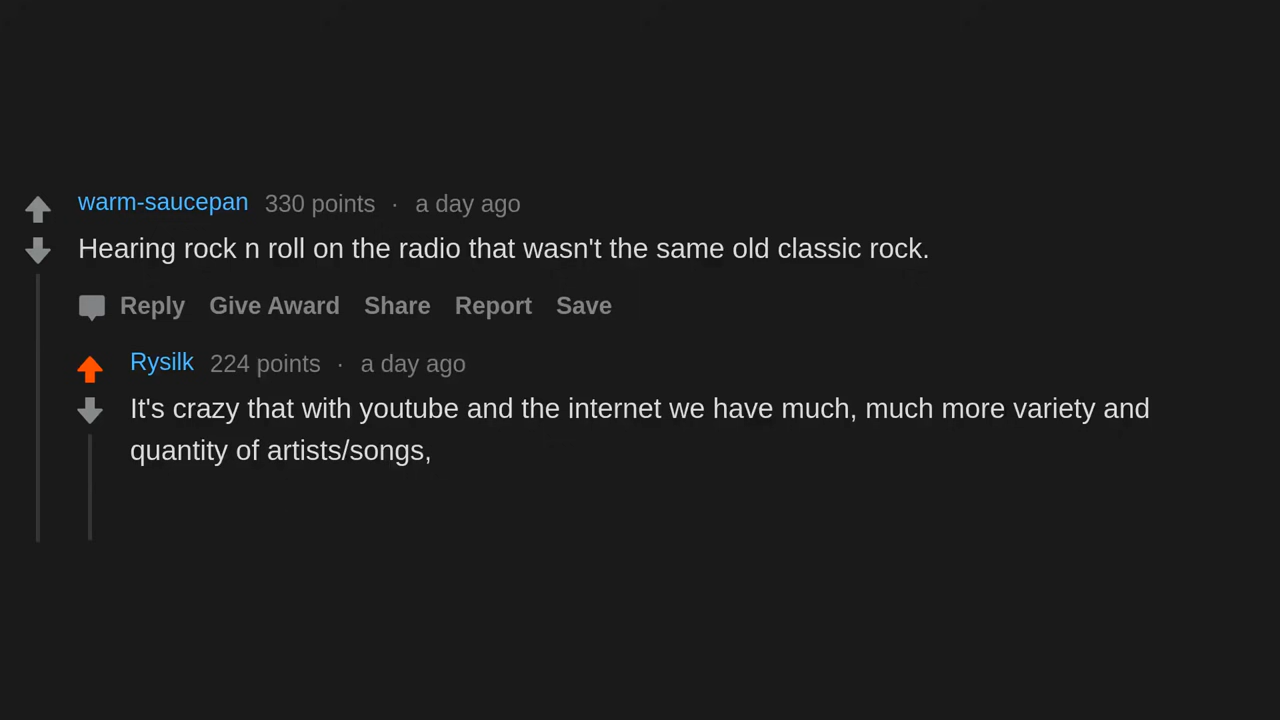 warm-saucepan 330 points · a day ago
Hearing rock n roll on the radio that wasn't the same old classic rock.
Reply Give Award Share Report Save
Rysilk 224 points · a day ago
It's crazy that with youtube and the internet we have much, much more variety and
quantity of artists/songs,